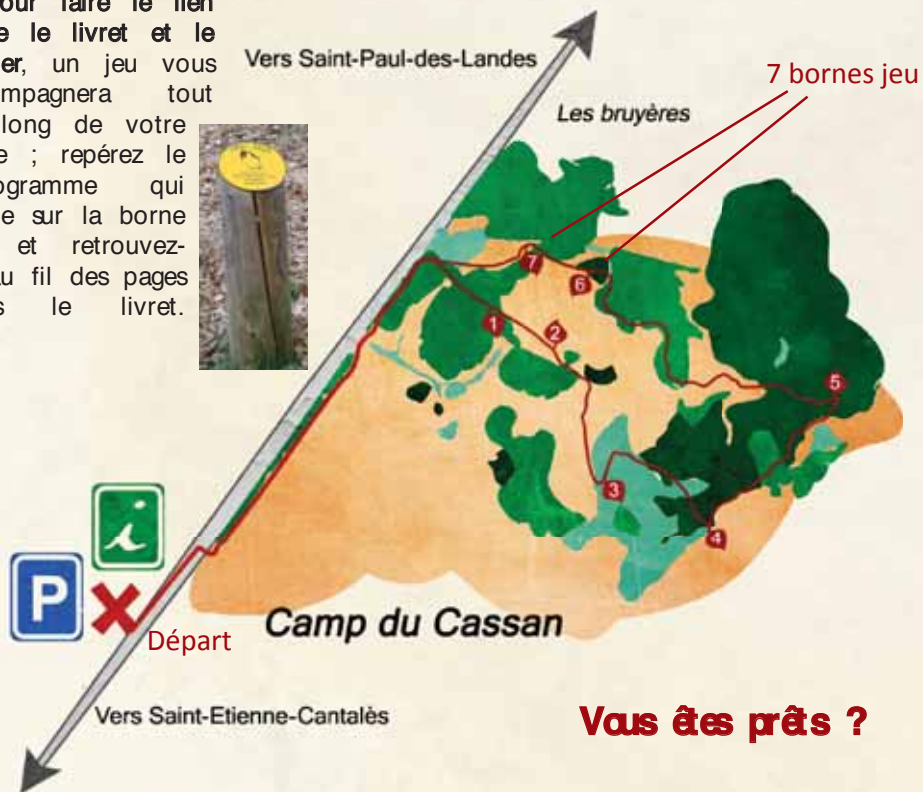 our faire le lien
e le livret et le
er, un jeu vous
mpagnera tout
long de votre
e ; repérez le
ogramme qui
e sur la borne
et retrouvez-
au fil des pages
s le livret.
Vers Saint-Paul-des-Landes
7 bornes jeu
Les bruyères
7
6
1
2
5
3
4
i
P
Départ
Camp du Cassan
Vers Saint-Etienne-Cantalès
Vous êtes prêts ?